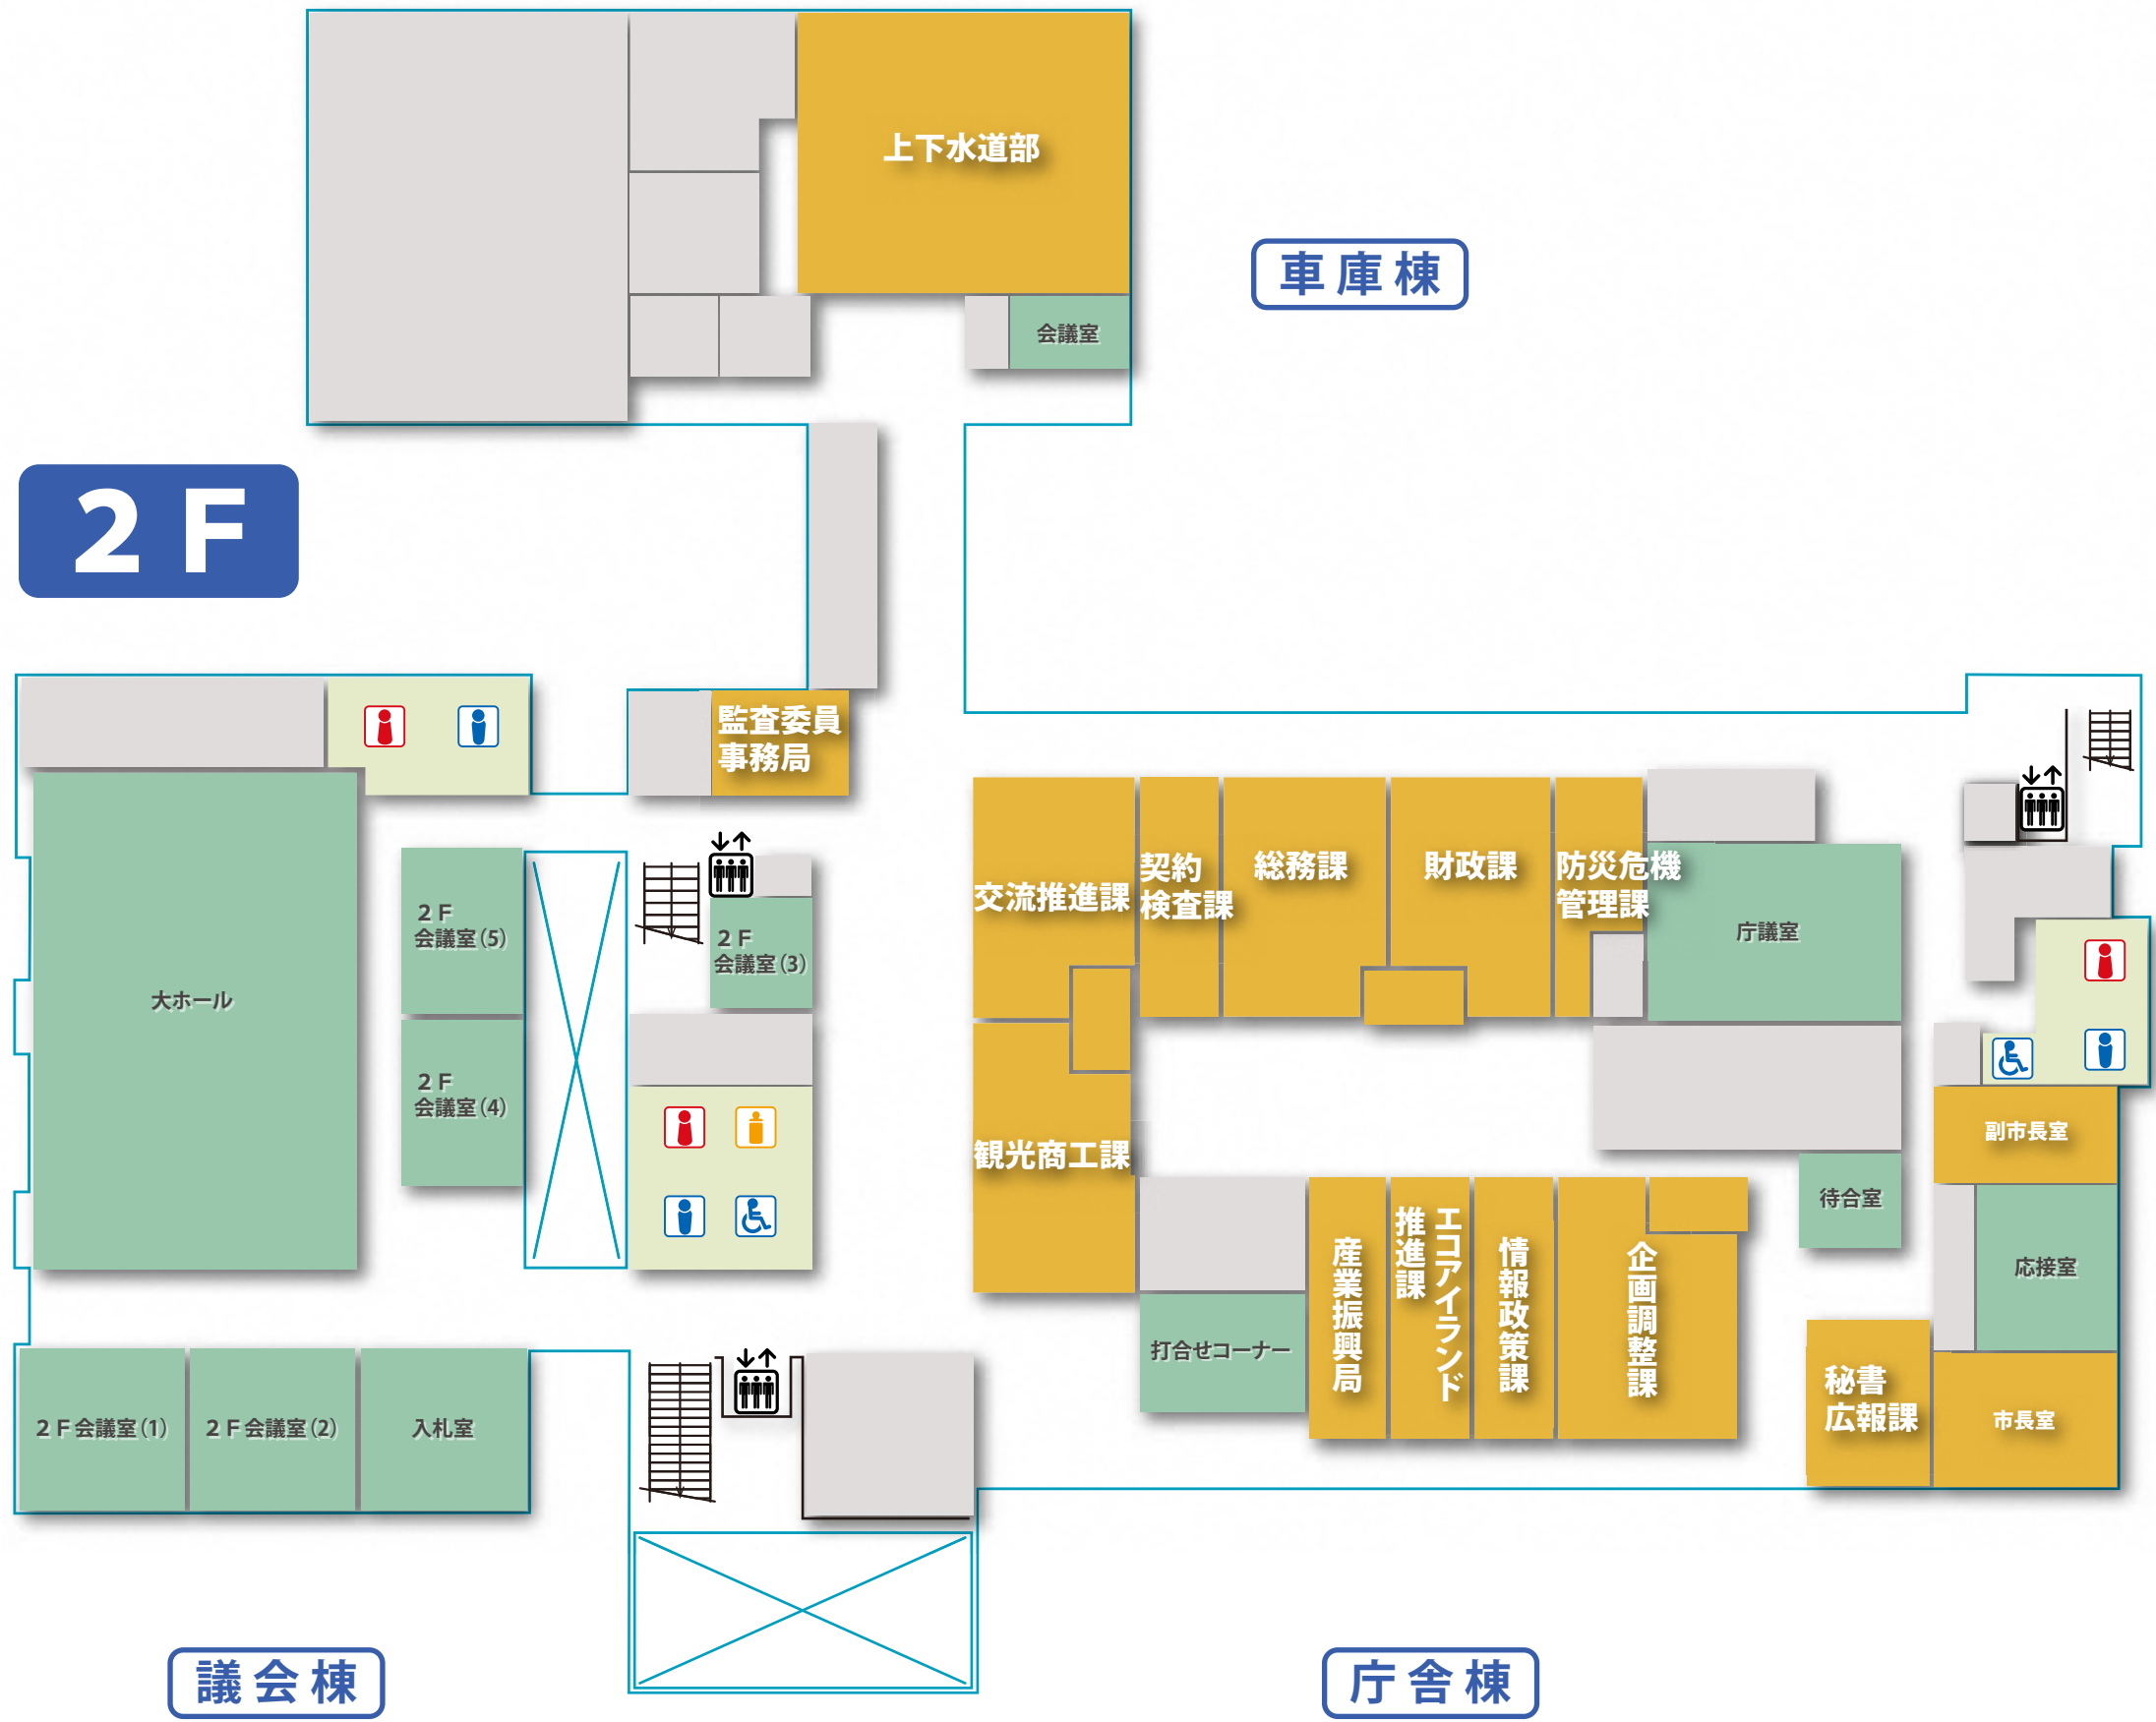 上下水道部
車庫棟
会議室
２Ｆ
監査委員
事務局
交流推進課
契約
検査課
総務課
財政課
防災危機
管理課
庁議室
２Ｆ
会議室(5)
２Ｆ
会議室(3)
大ホール
２Ｆ
会議室(4)
観光商工課
副市長室
待合室
応接室
産業振興局
エコアイランド
推進課
情報政策課
企画調整課
打合せコーナー
秘書
広報課
市長室
２Ｆ会議室(1)
２Ｆ会議室(2)
入札室
議会棟
庁舎棟